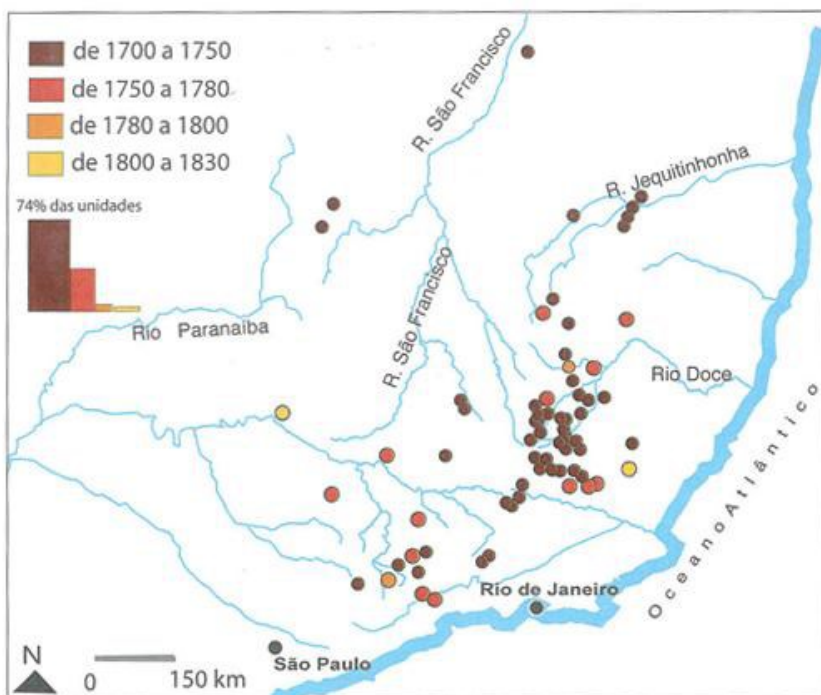 de 1700 a 1750
de 1750 a 1780
de 1780 a 1800
de 1800 a 1830
74% das unidades
R. São Francisco
R. Jequitinhonha
R. São Francisco
Rio Paranaiba
Rio Doce
Oceano Atlântico
Rio de Janeiro
São Paulo
N
0 150 km